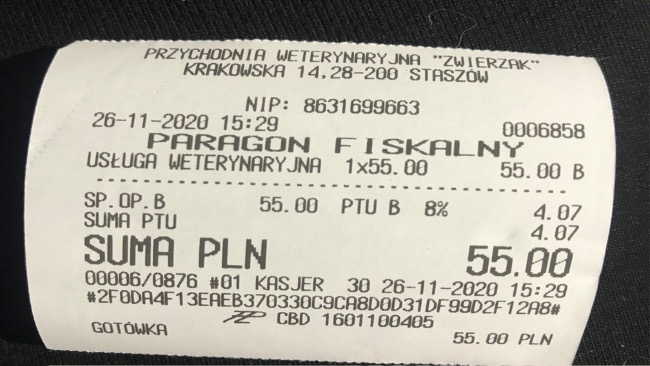 PRZYCHODNIA WETERYNARYJNA "ZWIERZAK"
KRAKOWSKA 14,28-200 STASZÓW
NIP: 8631699663
26-11-2020 15:29 0006858
PARAGON FISKALNY
USŁUGA WETERYNARYJNA 1x55.00 55.00 B
SP.OP.B 55.00 PTU B 8% 4.07
SUMA PTU 4.07
SUMA PLN 55.00
00006/0876 #01 KASJER 30 26-11-2020 15:29
#2F0DA4F13EAEB370330C9CA8D0D31DF99D2F12A8#
CBD 1601100405
GOTÓWKA 55.00 PLN